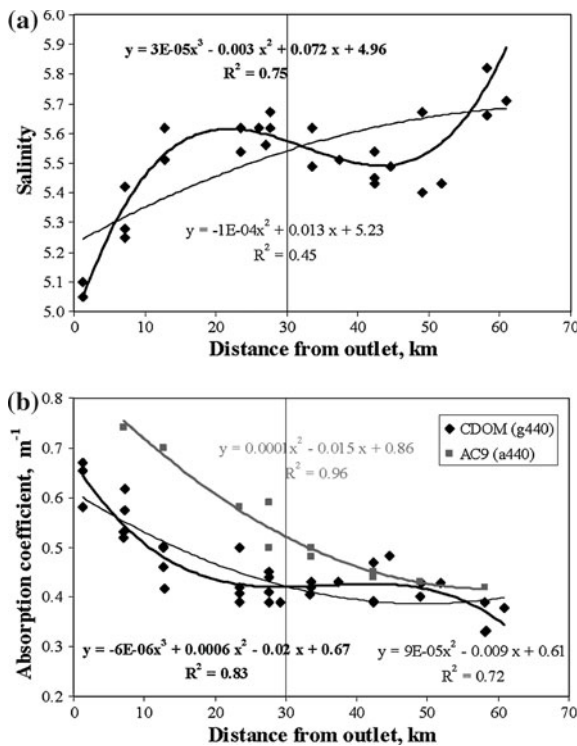 (a)
6.0
5.9
5.8
5.7
5.6
5.5
5.4
5.3
5.2
5.1
5.0
Salinity
y = 3E-05x³ - 0.003 x² + 0.072 x + 4.96
R² = 0.75
y = -1E-04x² + 0.013 x + 5.23
R² = 0.45
0 10 20 30 40 50 60 70
Distance from outlet, km
(b)
0.8
0.7
0.6
0.5
0.4
0.3
0.2
Absorption coefficient, m⁻¹
CDOM (g440)
AC9 (a440)
y = 0.0001x² - 0.015 x + 0.86
R² = 0.96
y = -6E-06x³ + 0.0006 x² - 0.02 x + 0.67
R² = 0.83
y = 9E-05x² - 0.009 x + 0.61
R² = 0.72
0 10 20 30 40 50 60 70
Distance from outlet, km